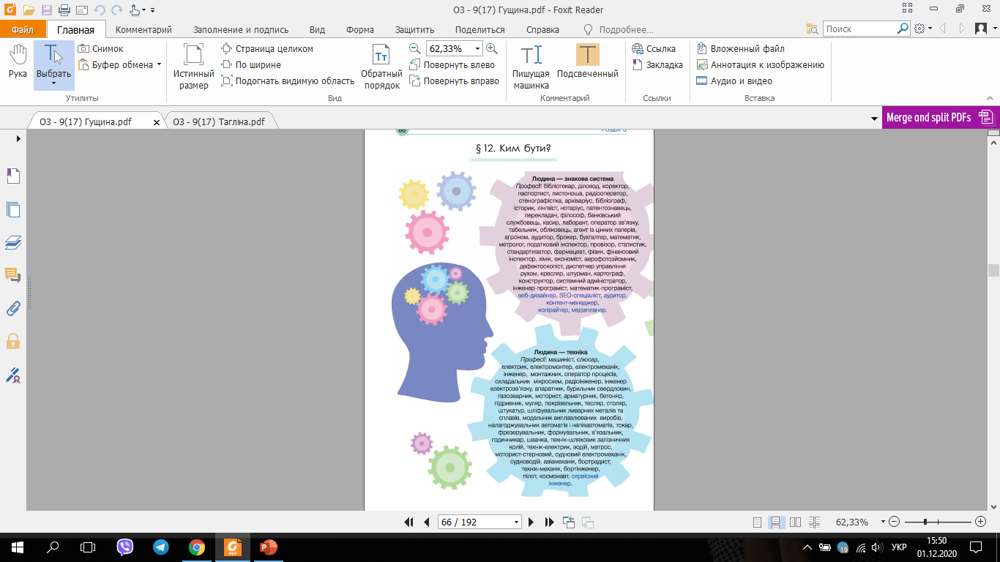 ОЗ - 9(17) Гущина.pdf - Foxit Reader
Файл
Главная
Комментарий
Заполнение и подпись
Вид
Форма
Защитить
Поделиться
Справка
Подробнее...
Поиск
Рука
Выбрать
Снимок
Буфер обмена
Утилиты
Истинный
размер
Страница целиком
По ширине
Подогнать видимую область
Обратный
порядок
62,33%
Повернуть влево
Повернуть вправо
Вид
Пишущая
машинка
Подсвеченный
Комментарий
Ссылка
Закладка
Ссылки
Вложенный файл
Аннотация к изображению
Аудио и видео
Вставка
ОЗ - 9(17) Гущина.pdf
ОЗ - 9(17) Тагліна.pdf
Merge and split PDFs
66
Розділ 3
§ 12. Ким бути?
Людина — знакова система
Професії: бібліотекар, діловод, коректор,
паспортист, листоноша, радіооператор,
стенографістка, архіваріус, бібліограф,
історик, лінгвіст, нотаріус, патентознавець,
перекладач, філософ, банківський
службовець, касир, лаборант, оператор зв'язку,
табельник, обліковець, агент із цінних паперів,
агроном, аудитор, брокер, бухгалтер, математик,
метролог, податковий інспектор, провізор, статистик,
стандартизатор, фармацевт, фізик, фінансовий
інспектор, хімік, економіст, аерофотозйомник,
дефектоскопіст, диспетчер управління
рухом, кресляр, штурман, картограф,
конструктор, системний адміністратор,
інженер-програміст, математик-програміст,
веб-дизайнер, SEO-спеціаліст, аудитор,
контент-менеджер,
копірайтер, медіапланер.
Людина — техніка
Професії: машиніст, слюсар,
електрик, електромонтер, електромеханік,
інженер, монтажник, оператор процесів,
складальник мікросхем, радіоінженер, інженер
електрозв'язку, апаратник, бурильник свердловин,
газозварник, моторист, арматурник, бетоняр,
підривник, муляр, покрівельник, тесляр, столяр,
штукатур, шліфувальник ливарних металів та
сплавів, модельник виплавлюваних виробів,
налагоджувальник автоматів і напівавтоматів, токар,
фрезерувальник, формувальник, в'язальник,
годинникар, швачка, технік-шляховик залізничних
колій, технік-електрик, водій, матрос,
моторист-стерновий, судновий електромеханік,
судноводій, авіамеханік, бортрадист,
технік-механік, бортінженер,
пілот, космонавт, сервісний
інженер.
66 / 192
62,33%
19
УКР
15:50
01.12.2020